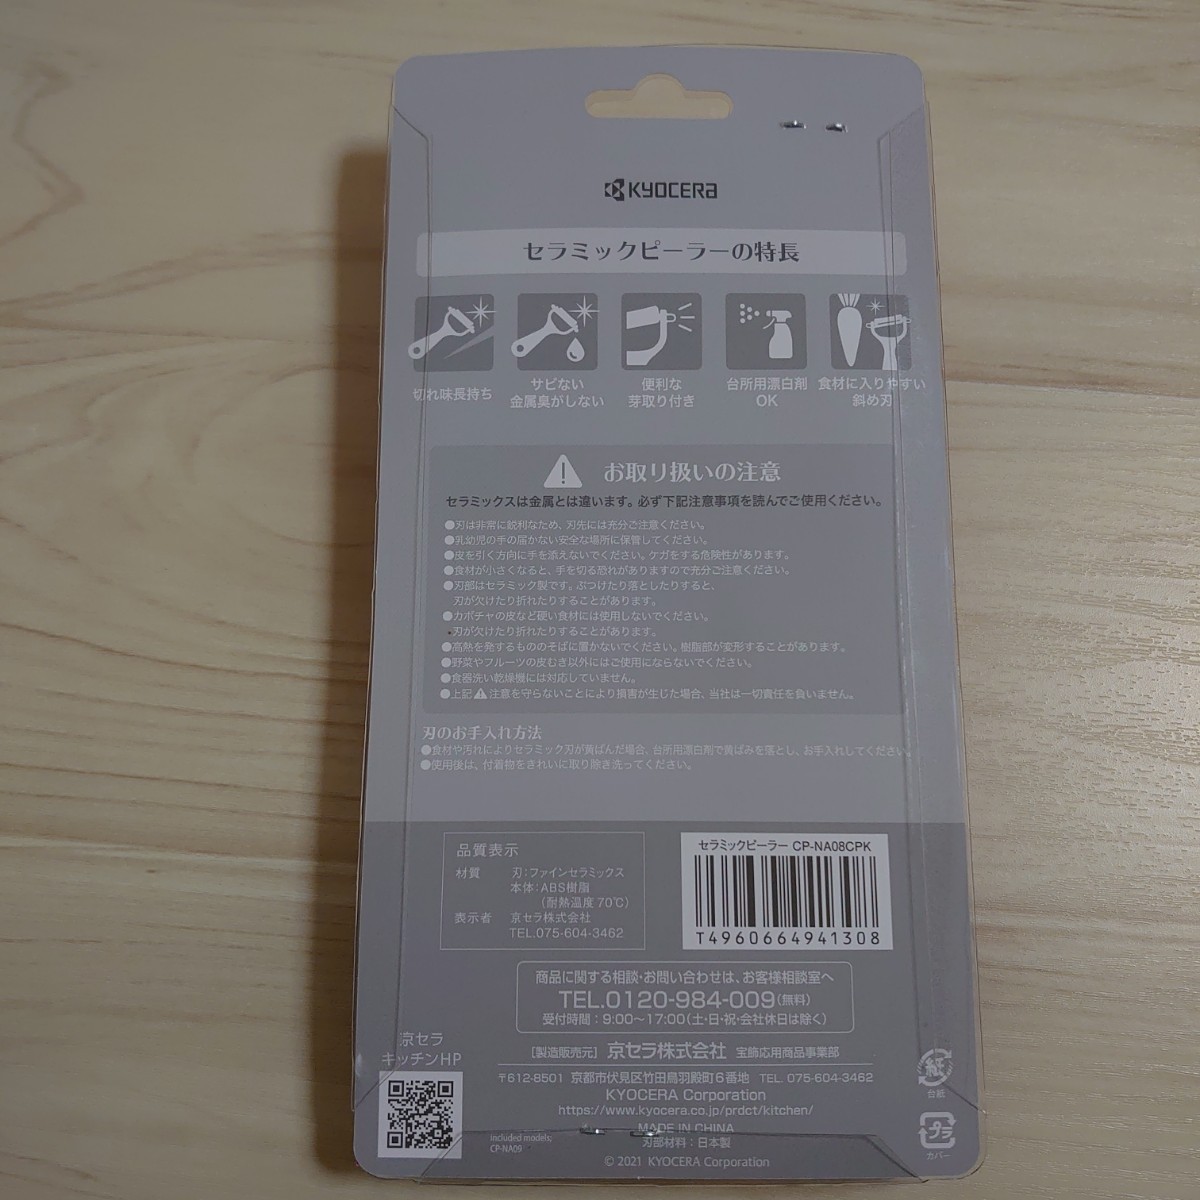 KYOCERA
セラミックピーラーの特長
切れ味長持ち
サビない
金属臭がしない
便利な
芽取り付き
台所用漂白剤
OK
食材に入りやすい
斜め刃
お取り扱いの注意
セラミックスは金属とは違います。必ず下記注意事項を読んでご使用ください。
●刃は非常に鋭利なため、刃先には充分ご注意ください。
●乳幼児の手の届かない安全な場所に保管してください。
●皮を引く方向に手を添えないでください。ケガをする危険性があります。
●食材が小さくなると、手を切る恐れがありますので充分ご注意ください。
●刃部はセラミック製です。ぶつけたり落としたりすると、
刃が欠けたり折れたりすることがあります。
●カボチャの皮など硬い食材には使用しないでください。
刃が欠けたり折れたりすることがあります。
●高熱を発するもののそばに置かないでください。樹脂部が変形することがあります。
●野菜やフルーツの皮むき以外にはご使用にならないでください。
●食器洗い乾燥機には対応していません。
●上記⚠注意を守らないことにより損害が生じた場合、当社は一切責任を負いません。
刃のお手入れ方法
●食材や汚れによりセラミック刃が黄ばんだ場合、台所用漂白剤で黄ばみを落とし、お手入れしてください。
●使用後は、付着物をきれいに取り除き洗ってください。
品質表示
材質 刃:ファインセラミックス
本体:ABS樹脂
(耐熱温度70℃)
表示者 京セラ株式会社
TEL.075-604-3462
セラミックピーラー CP-NA08CPK
T4960664941308
商品に関する相談・お問い合わせは、お客様相談室へ
TEL.0120-984-009(無料)
受付時間:9:00〜17:00(土・日・祝・会社休日は除く)
[製造販売元] 京セラ株式会社 宝飾応用商品事業部
〒612-8501 京都市伏見区竹田鳥羽殿町6番地 TEL. 075-604-3462
KYOCERA Corporation
https://www.kyocera.co.jp/prdct/kitchen/
MADE IN CHINA
刃部材料:日本製
© 2021 KYOCERA Corporation
京セラ
キッチンHP
included models;
CP-NA09
紙
台紙
プラ
カバー